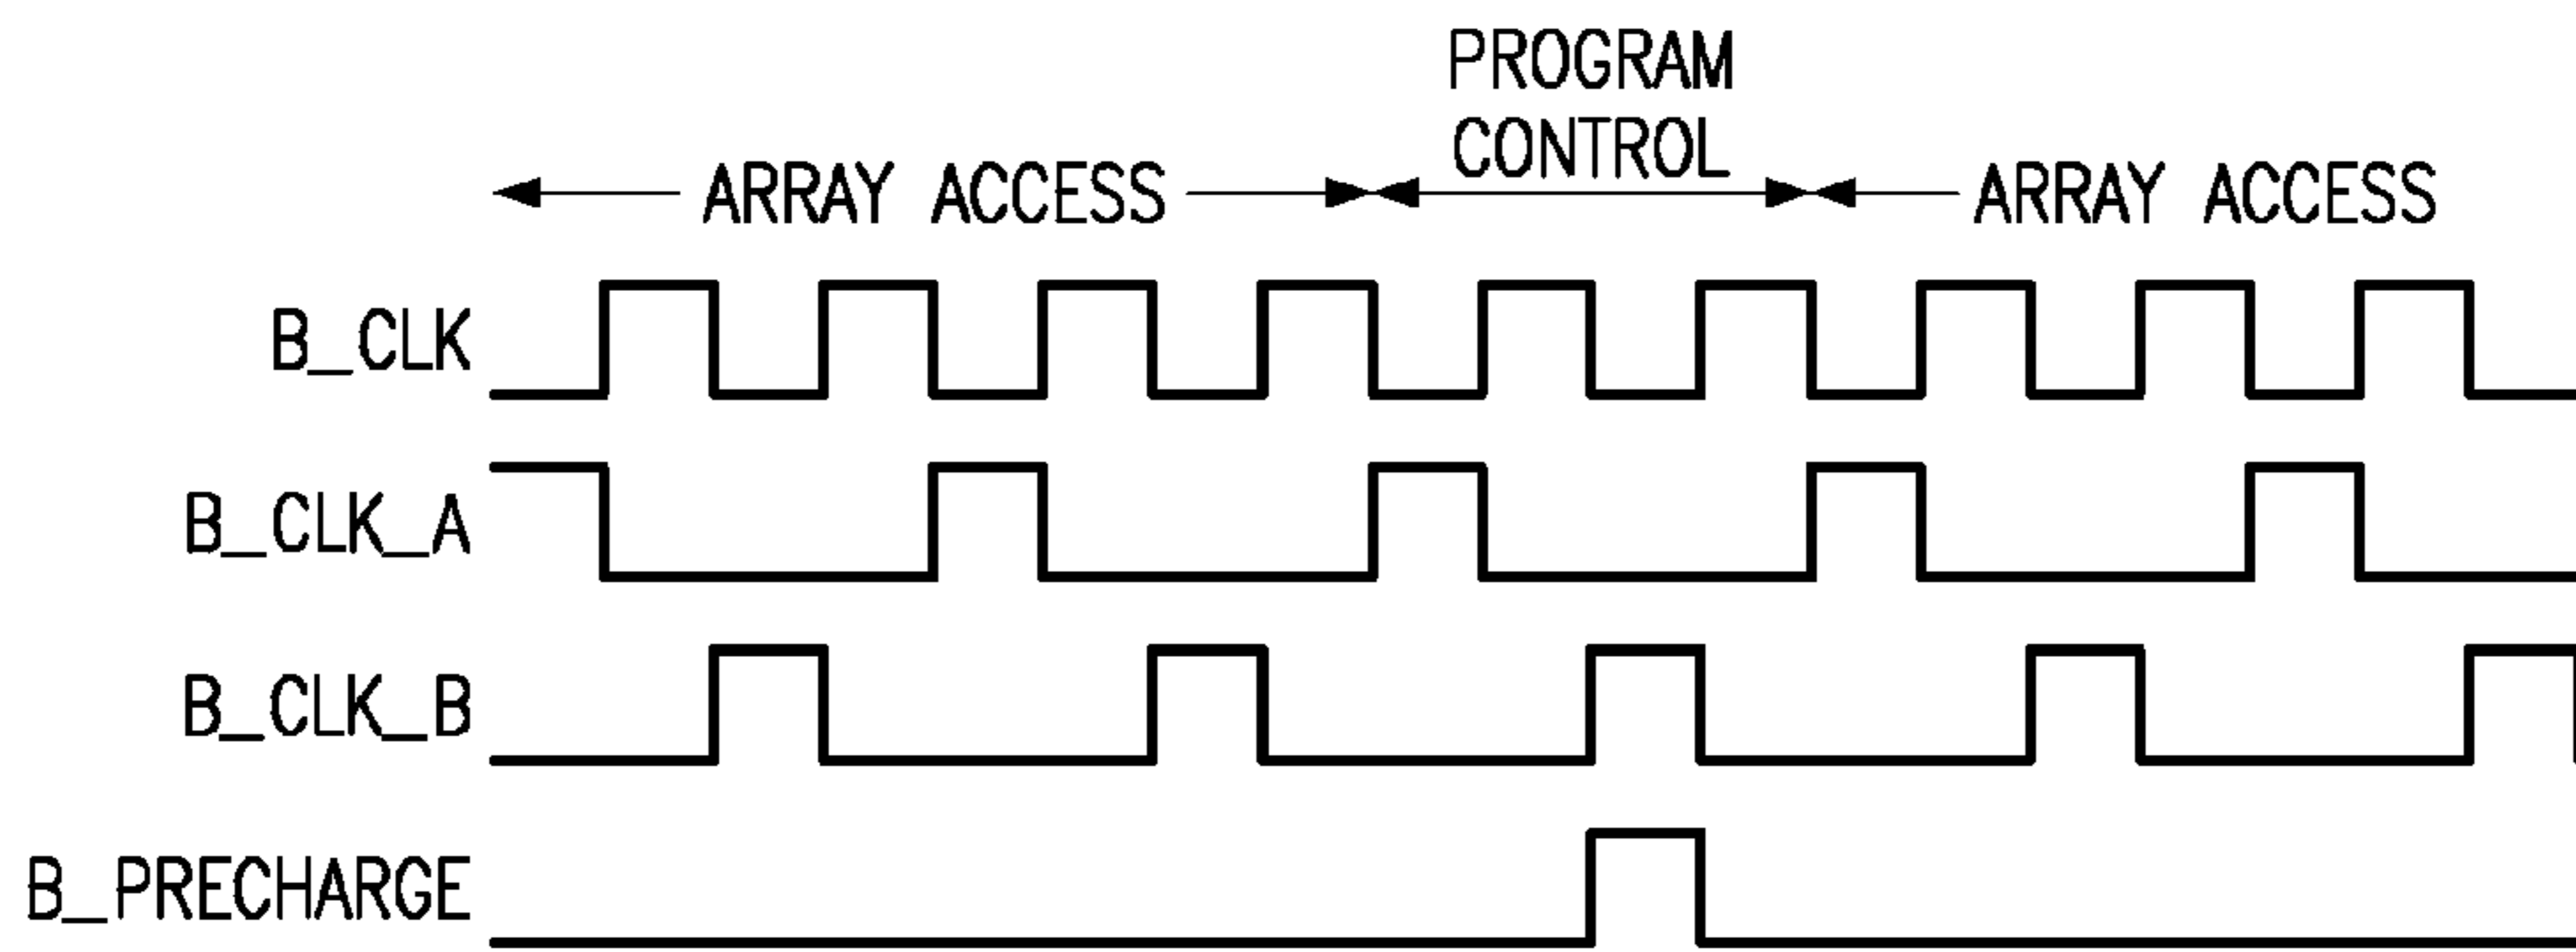 PROGRAM
CONTROL
ARRAY ACCESS
ARRAY ACCESS
B_CLK
B_CLK_A
B_CLK_B
B_PRECHARGE